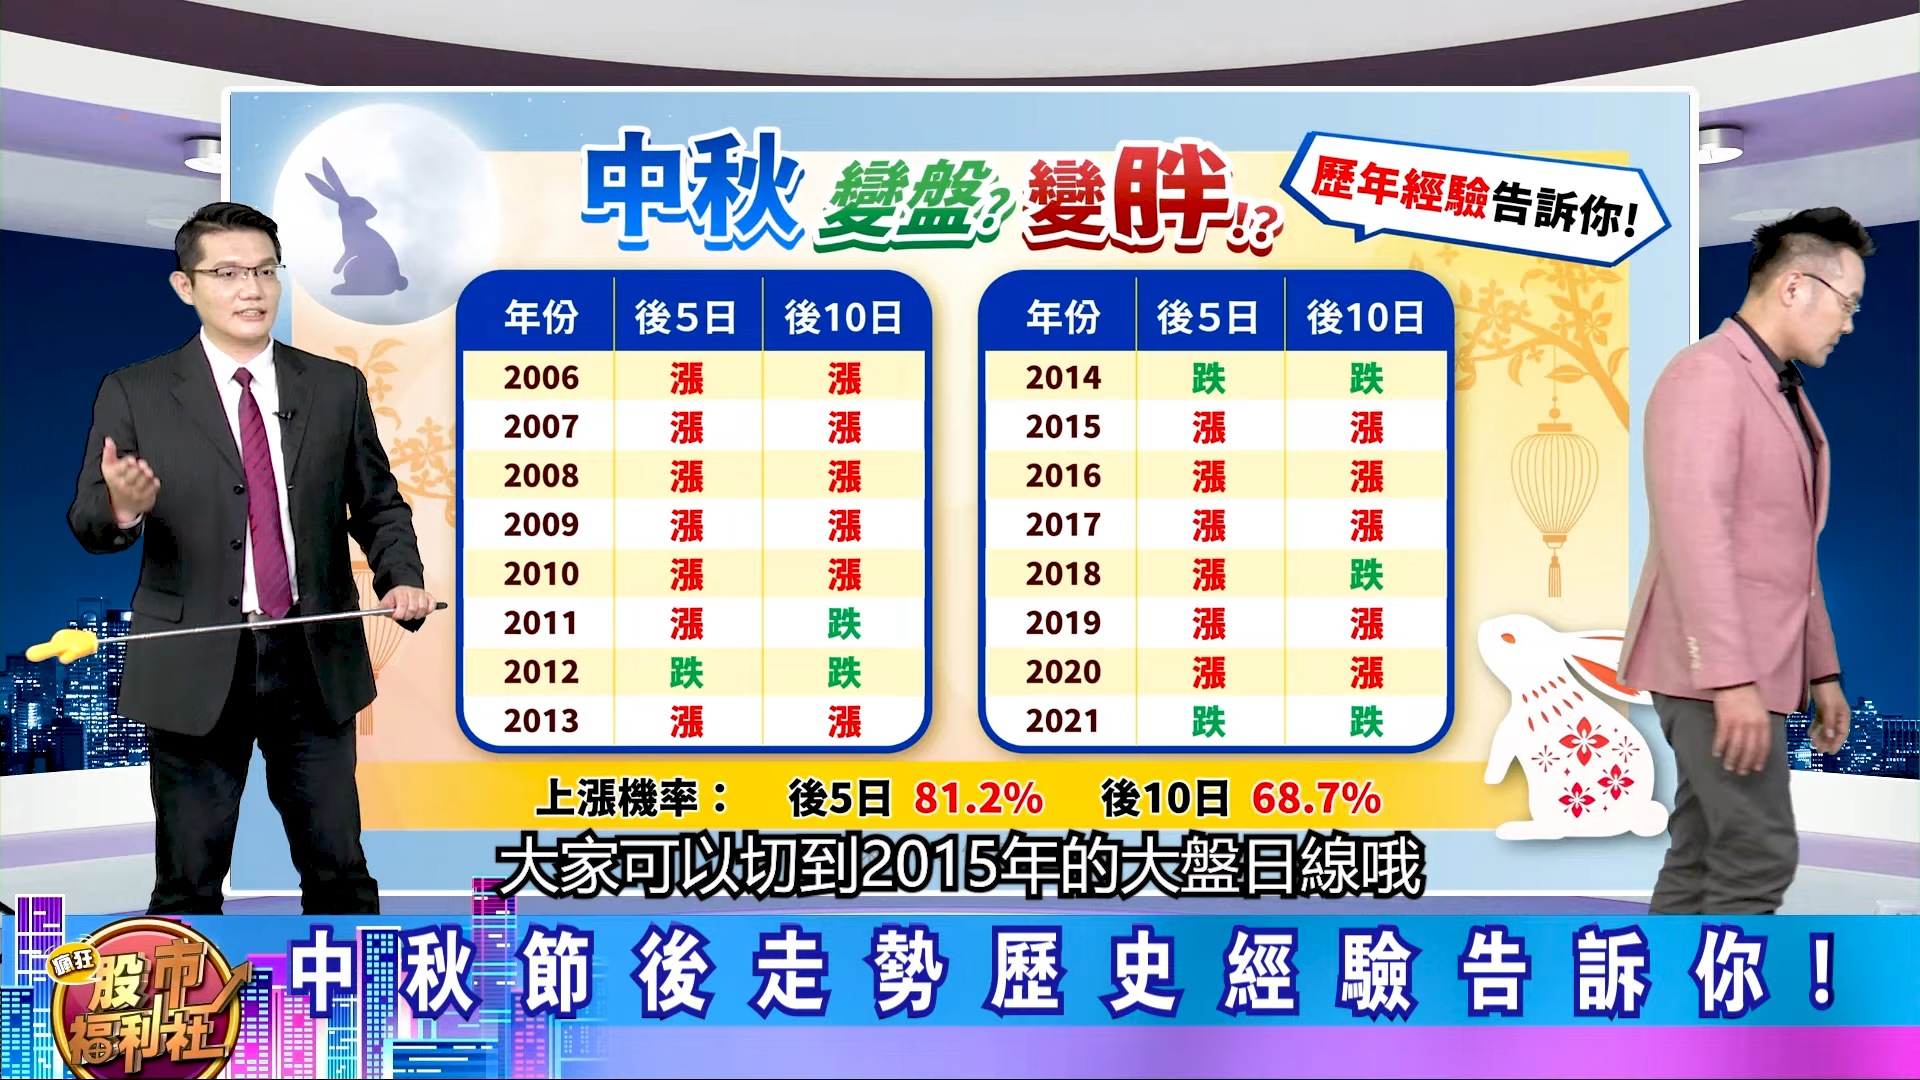 中秋變盤?變胖!?
歷年經驗告訴你!
年份 後5日 後10日
2006 漲 漲
2007 漲 漲
2008 漲 漲
2009 漲 漲
2010 漲 漲
2011 漲 跌
2012 跌 跌
2013 漲 漲
年份 後5日 後10日
2014 跌 跌
2015 漲 漲
2016 漲 漲
2017 漲 漲
2018 漲 跌
2019 漲 漲
2020 漲 漲
2021 跌 跌
上漲機率： 後5日 81.2% 後10日 68.7%
大家可以切到2015年的大盤日線哦
中秋節後走勢歷史經驗告訴你!
瘋狂
股市
福利社